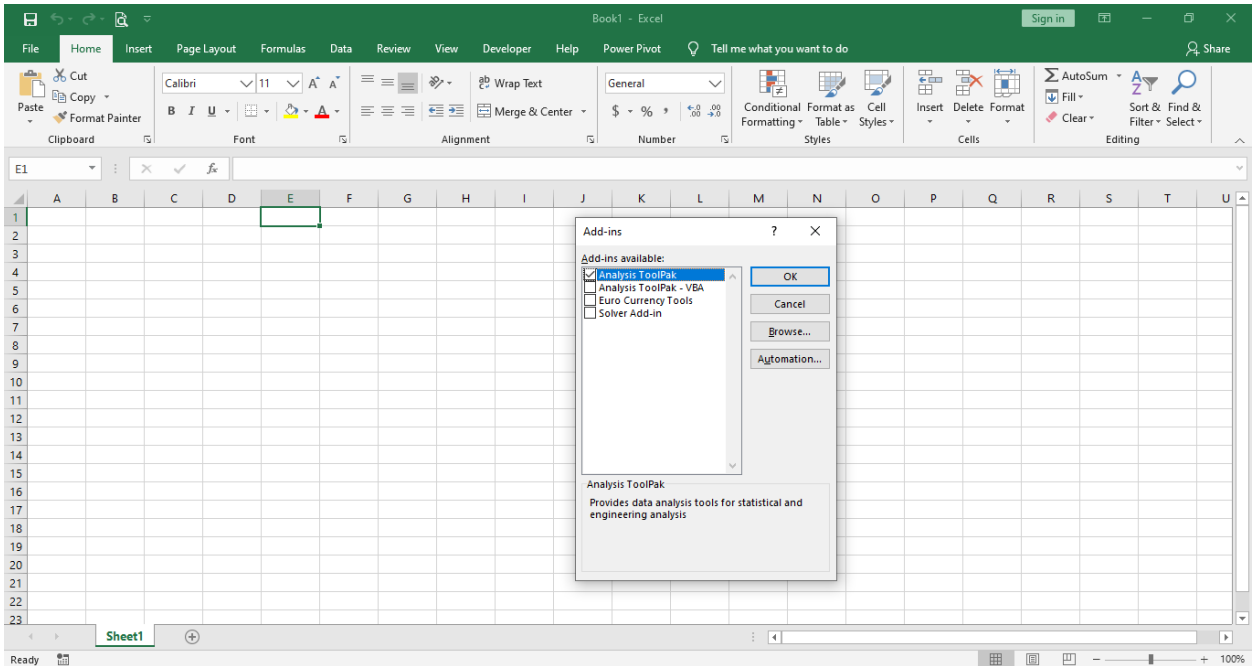 Book1 - Excel Sign in
File Home Insert Page Layout Formulas Data Review View Developer Help Power Pivot Tell me what you want to do Share
Paste
Cut
Copy
Format Painter
Clipboard
Calibri 11 A A
B I U A
Font
ab Wrap Text
Merge & Center
Alignment
General
$ % , .0 .00 .00 .0
Number
Conditional Formatting
Format as Table
Cell Styles
Styles
Insert Delete Format
Cells
AutoSum
Fill
Clear
Sort & Filter
Find & Select
Editing
E1 fx
A B C D E F G H I J K L M N O P Q R S T U
1
2
3
4
5
6
7
8
9
10
11
12
13
14
15
16
17
18
19
20
21
22
23
Add-ins ?
Add-ins available:
Analysis ToolPak
Analysis ToolPak - VBA
Euro Currency Tools
Solver Add-in
OK
Cancel
Browse...
Automation...
Analysis ToolPak
Provides data analysis tools for statistical and
engineering analysis
Sheet1
Ready 100%